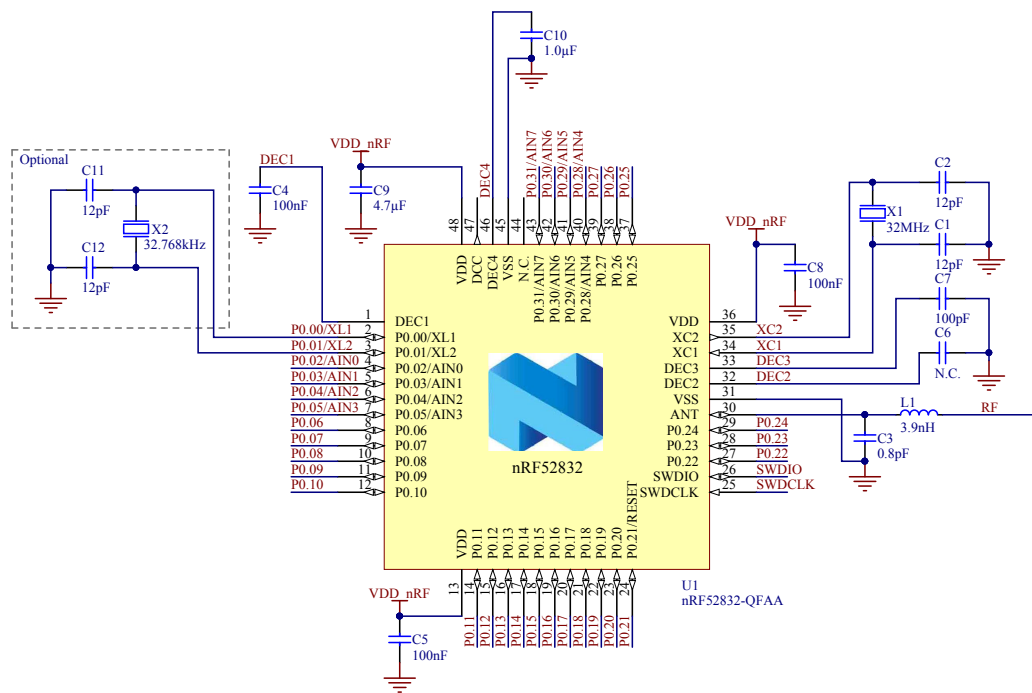 C10
1.0µF
Optional
C11
12pF
X2
32.768kHz
C12
12pF
DEC1
C4
100nF
VDD_nRF
C9
4.7µF
DEC4
P0.31/AIN7
P0.30/AIN6
P0.29/AIN5
P0.28/AIN4
P0.27
P0.26
P0.25
48
47
46
45
44
43
42
41
40
39
38
37
VDD
DCC
DEC4
VSS
N.C.
P0.31/AIN7
P0.30/AIN6
P0.29/AIN5
P0.28/AIN4
P0.27
P0.26
P0.25
VDD_nRF
C8
100nF
C2
12pF
X1
32MHz
C1
12pF
C7
100pF
C6
N.C.
1 DEC1
P0.00/XL1 2 P0.00/XL1
P0.01/XL2 3 P0.01/XL2
P0.02/AIN0 4 P0.02/AIN0
P0.03/AIN1 5 P0.03/AIN1
P0.04/AIN2 6 P0.04/AIN2
P0.05/AIN3 7 P0.05/AIN3
P0.06 8 P0.06
P0.07 9 P0.07
P0.08 10 P0.08
P0.09 11 P0.09
P0.10 12 P0.10
nRF52832
VDD 36
XC2 35 XC2
XC1 34 XC1
DEC3 33 DEC3
DEC2 32 DEC2
VSS 31
ANT 30
P0.24 29 P0.24
P0.23 28 P0.23
P0.22 27 P0.22
SWDIO 26 SWDIO
SWDCLK 25 SWDCLK
L1
3.9nH
RF
C3
0.8pF
VDD
P0.11
P0.12
P0.13
P0.14
P0.15
P0.16
P0.17
P0.18
P0.19
P0.20
P0.21/RESET
13
14
15
16
17
18
19
20
21
22
23
24
P0.11
P0.12
P0.13
P0.14
P0.15
P0.16
P0.17
P0.18
P0.19
P0.20
P0.21
U1
nRF52832-QFAA
VDD_nRF
C5
100nF